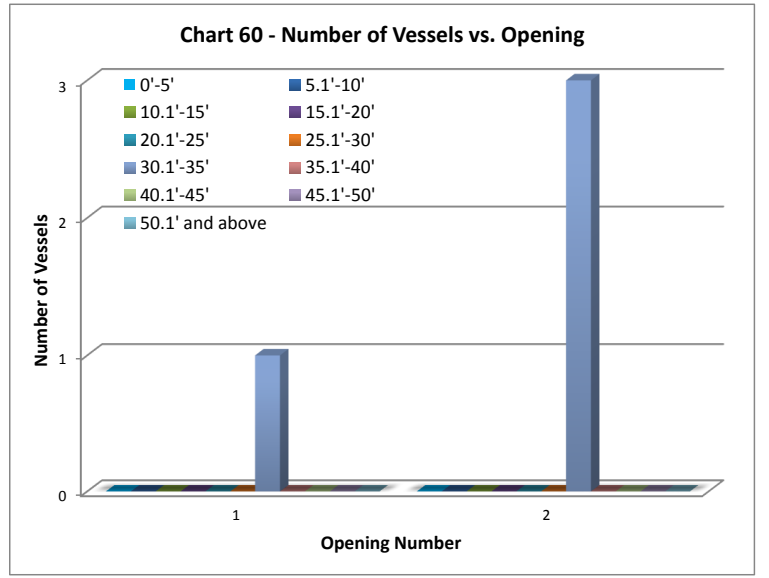 Chart 60 - Number of Vessels vs. Opening
3
2
1
0
Number of Vessels
0'-5' 5.1'-10'
10.1'-15' 15.1'-20'
20.1'-25' 25.1'-30'
30.1'-35' 35.1'-40'
40.1'-45' 45.1'-50'
50.1' and above
1 2
Opening Number